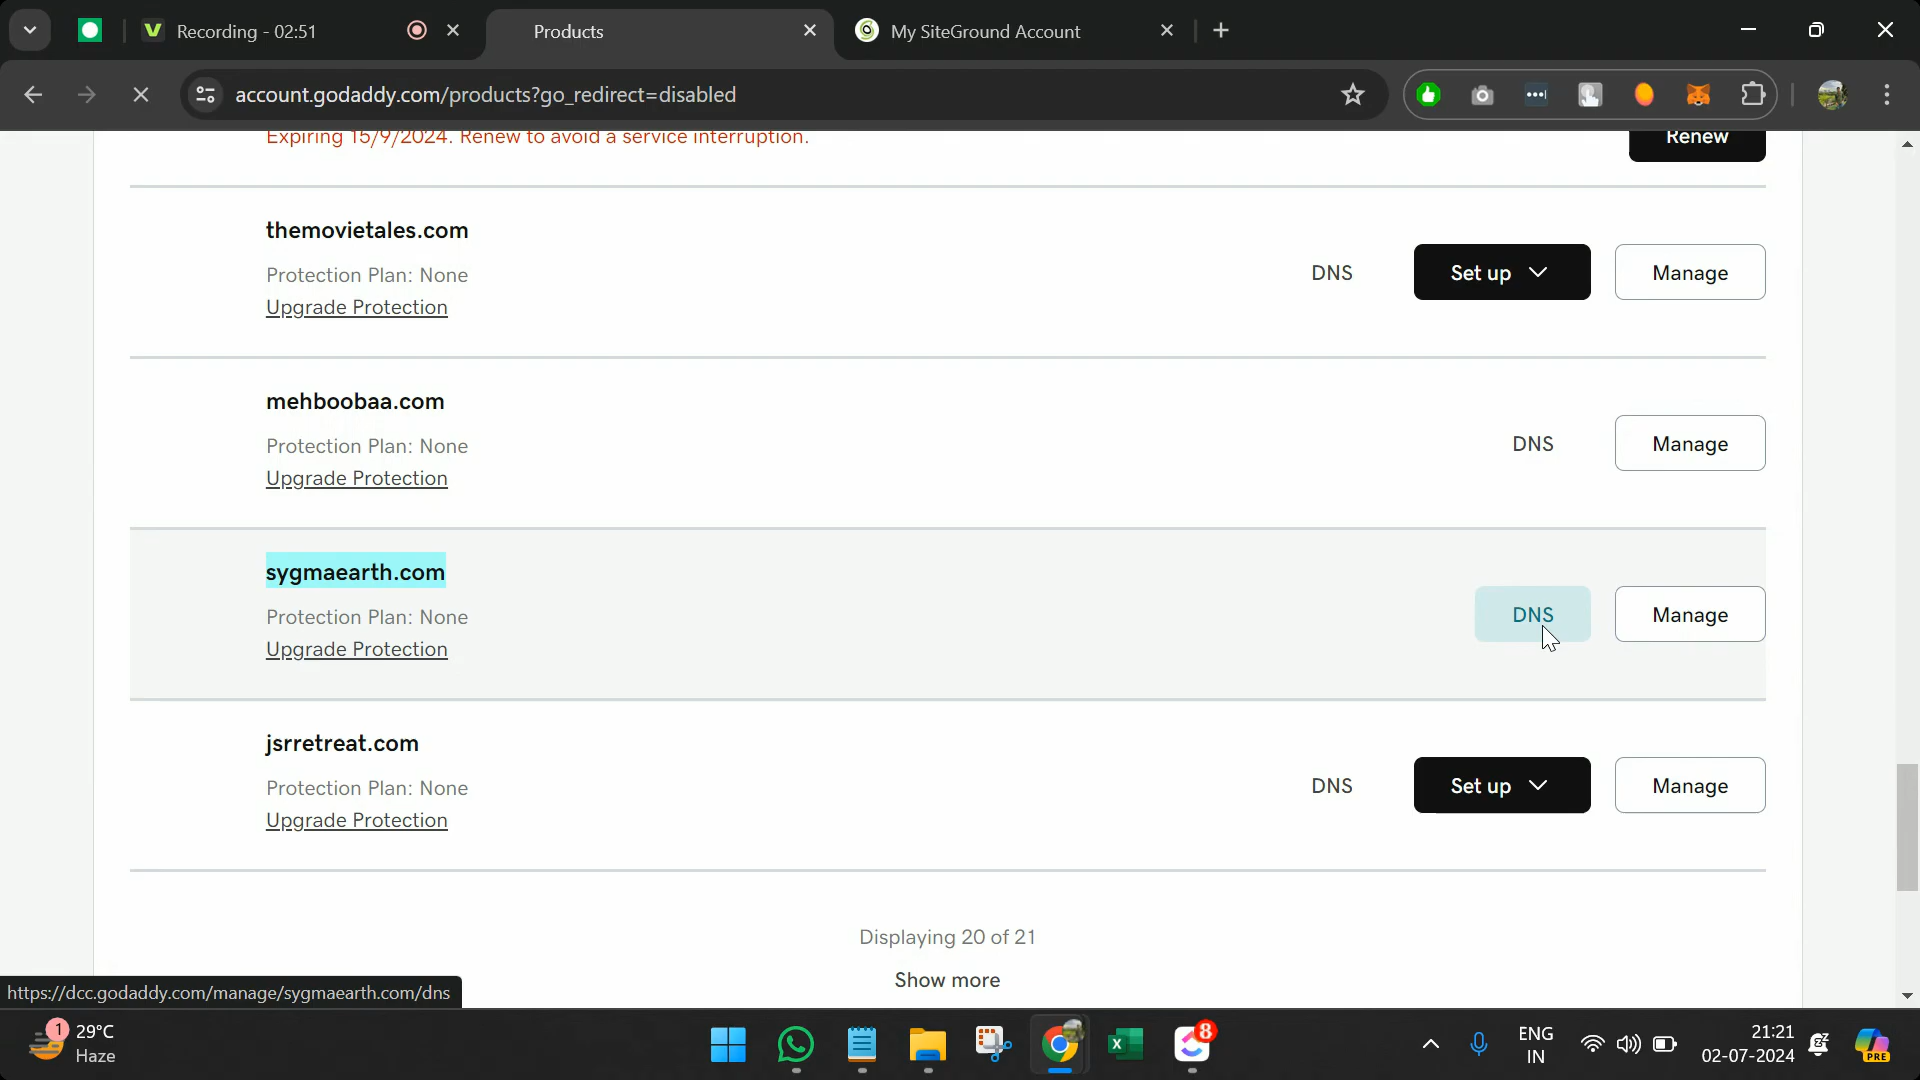 Recording - 02:51
Products
My SiteGround Account
account.godaddy.com/products?go_redirect=disabled
Expiring 15/9/2024. Renew to avoid a service interruption.
Renew
themovietales.com
Protection Plan: None
Upgrade Protection
DNS
Set up
Manage
mehboobaa.com
Protection Plan: None
Upgrade Protection
DNS
Manage
sygmaearth.com
Protection Plan: None
Upgrade Protection
DNS
Manage
jsrretreat.com
Protection Plan: None
Upgrade Protection
DNS
Set up
Manage
Displaying 20 of 21
Show more
https://dcc.godaddy.com/manage/sygmaearth.com/dns
1
29°C
Haze
8
ENG
IN
21:21
02-07-2024
PRE